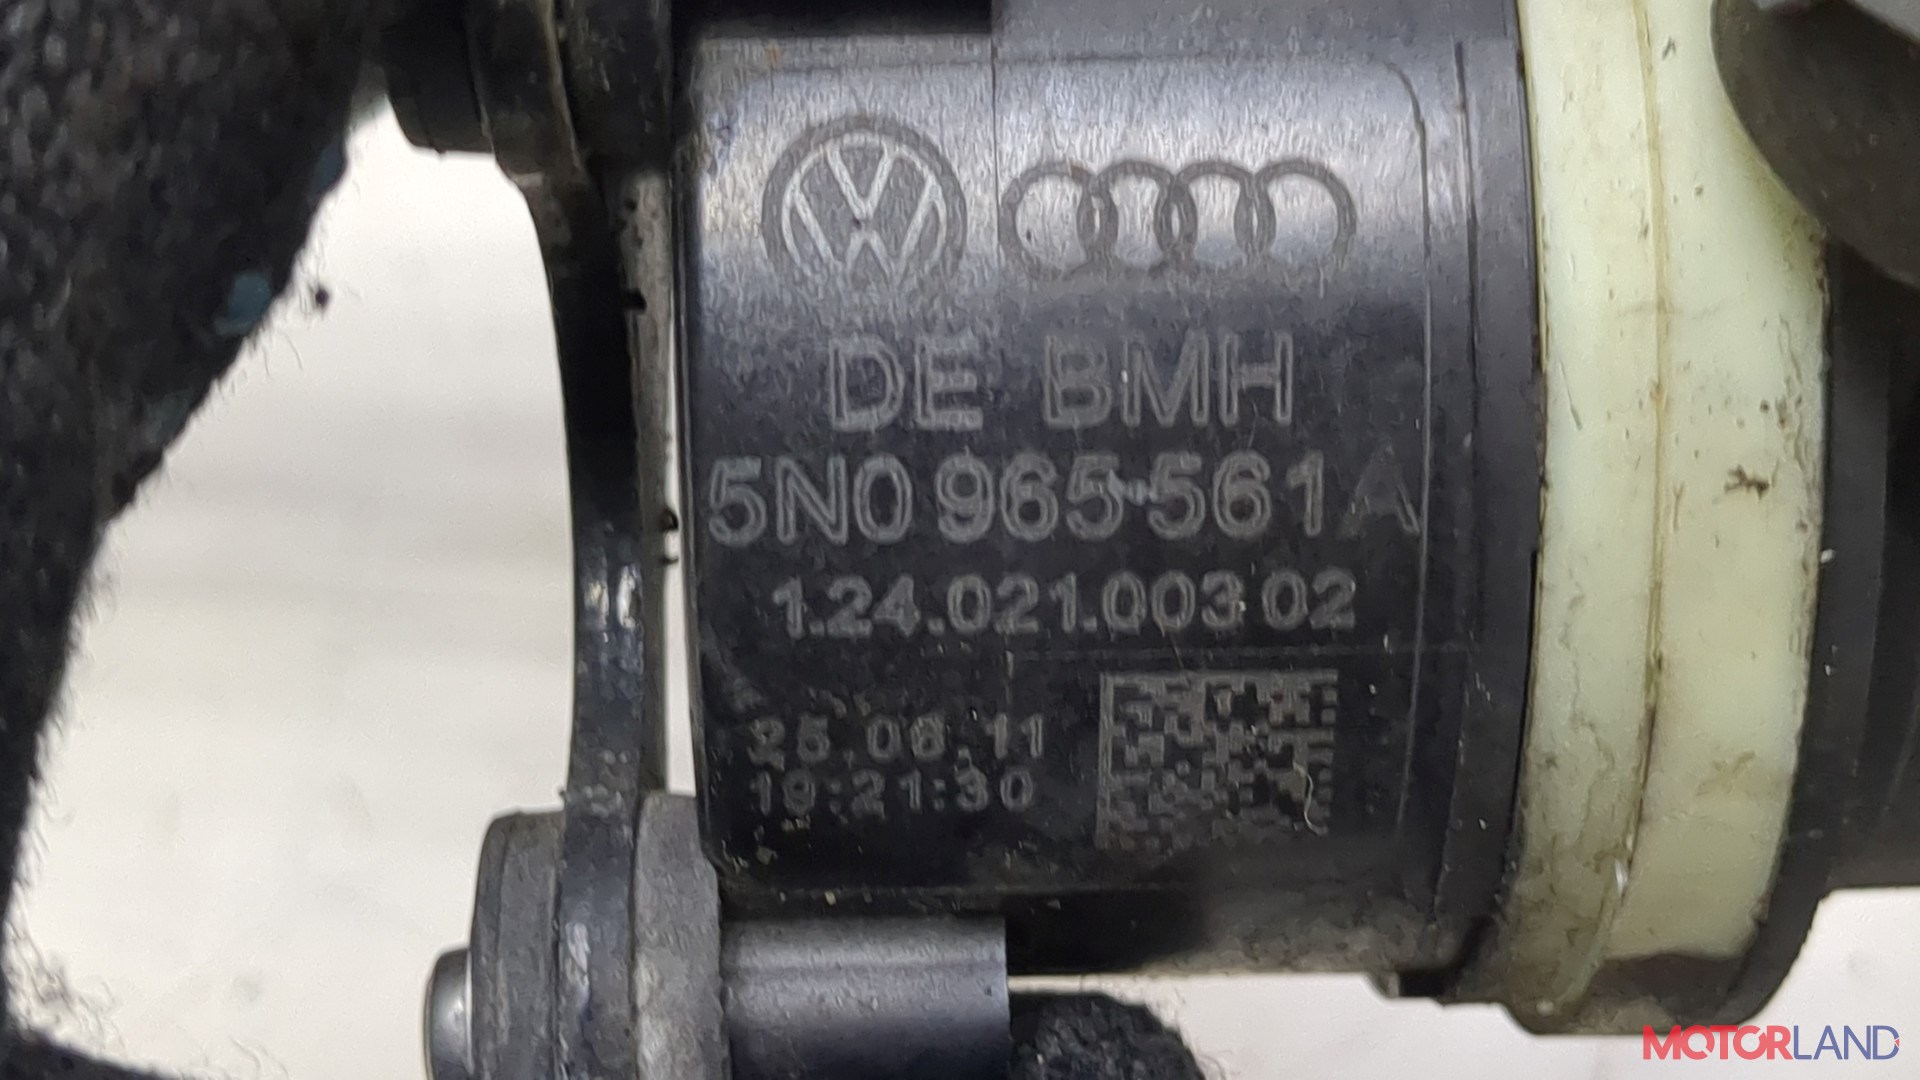 DE BMH
5N0 965 561 A
1.24.021.003 02
25.06.11
19:21:30
MOTORLAND